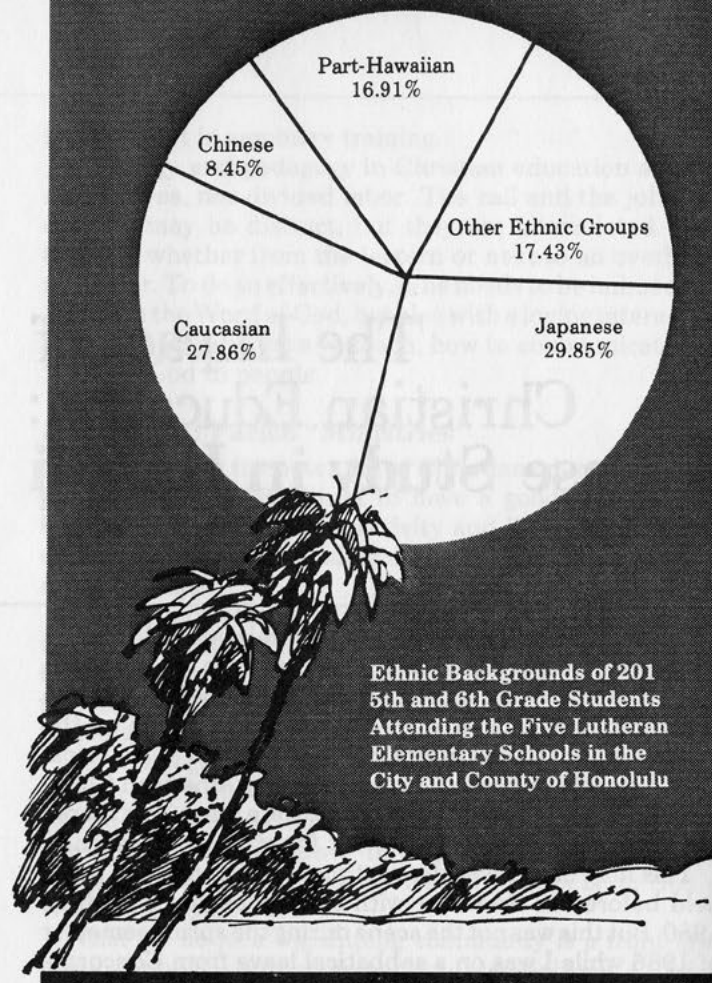 Part-Hawaiian
16.91%
Chinese
8.45%
Other Ethnic Groups
17.43%
Caucasian
27.86%
Japanese
29.85%
Ethnic Backgrounds of 201
5th and 6th Grade Students
Attending the Five Lutheran
Elementary Schools in the
City and County of Honolulu